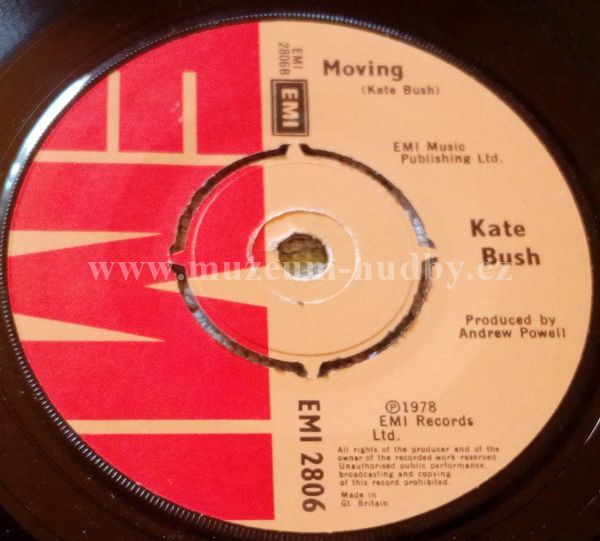 EMI
EMI
2806B
EMI
Moving
(Kate Bush)
EMI Music
Publishing Ltd.
Kate
Bush
www.muzeum-hudby.cz
Produced by
Andrew Powell
EMI 2806
℗1978
EMI Records
Ltd.
All rights of the producer and of the
owner of the recorded work reserved.
Unauthorised public performance,
broadcasting and copying
of this record prohibited.
Made in
Gt. Britain